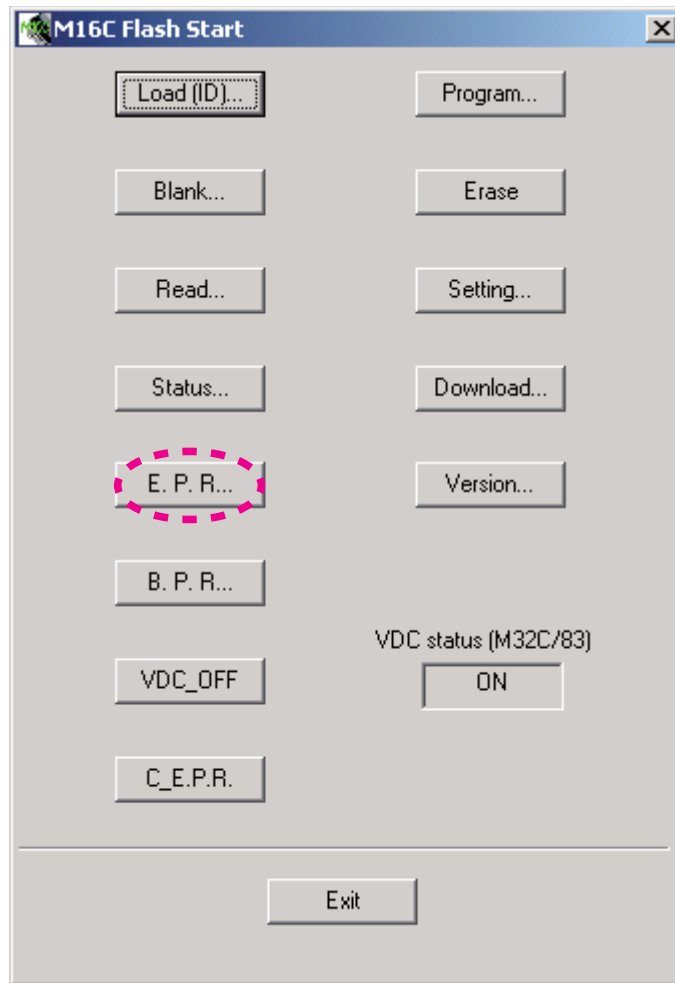 M16C Flash Start
Load (ID)...
Program...
Blank...
Erase
Read...
Setting...
Status...
Download...
E. P. R...
Version...
B. P. R...
VDC status (M32C/83)
VDC_OFF
ON
C_E.P.R.
Exit